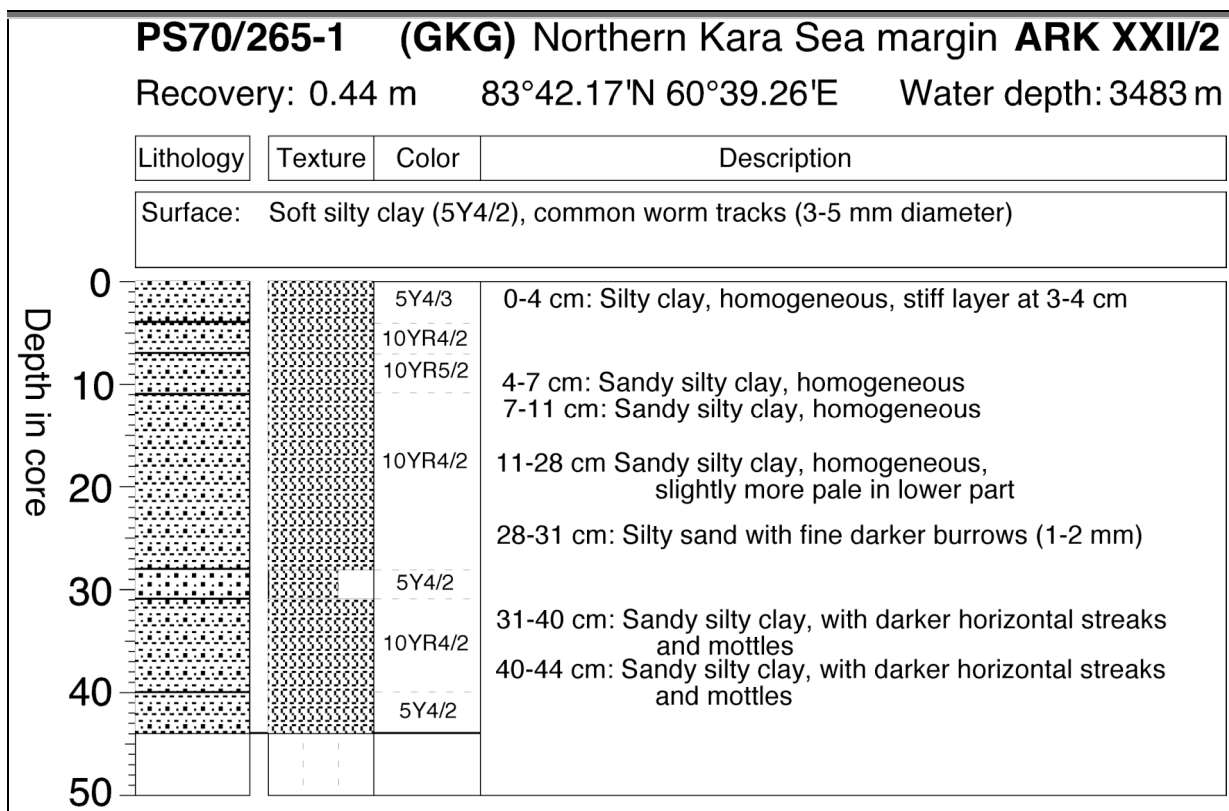 PS70/265-1 (GKG) Northern Kara Sea margin ARK XXII/2
Recovery: 0.44 m 83°42.17'N 60°39.26'E Water depth: 3483 m
Lithology Texture Color Description
Surface: Soft silty clay (5Y4/2), common worm tracks (3-5 mm diameter)
Depth in core
0
10
20
30
40
50
5Y4/3
10YR4/2
10YR5/2
10YR4/2
5Y4/2
10YR4/2
5Y4/2
0-4 cm: Silty clay, homogeneous, stiff layer at 3-4 cm
4-7 cm: Sandy silty clay, homogeneous
7-11 cm: Sandy silty clay, homogeneous
11-28 cm Sandy silty clay, homogeneous,
slightly more pale in lower part
28-31 cm: Silty sand with fine darker burrows (1-2 mm)
31-40 cm: Sandy silty clay, with darker horizontal streaks
and mottles
40-44 cm: Sandy silty clay, with darker horizontal streaks
and mottles